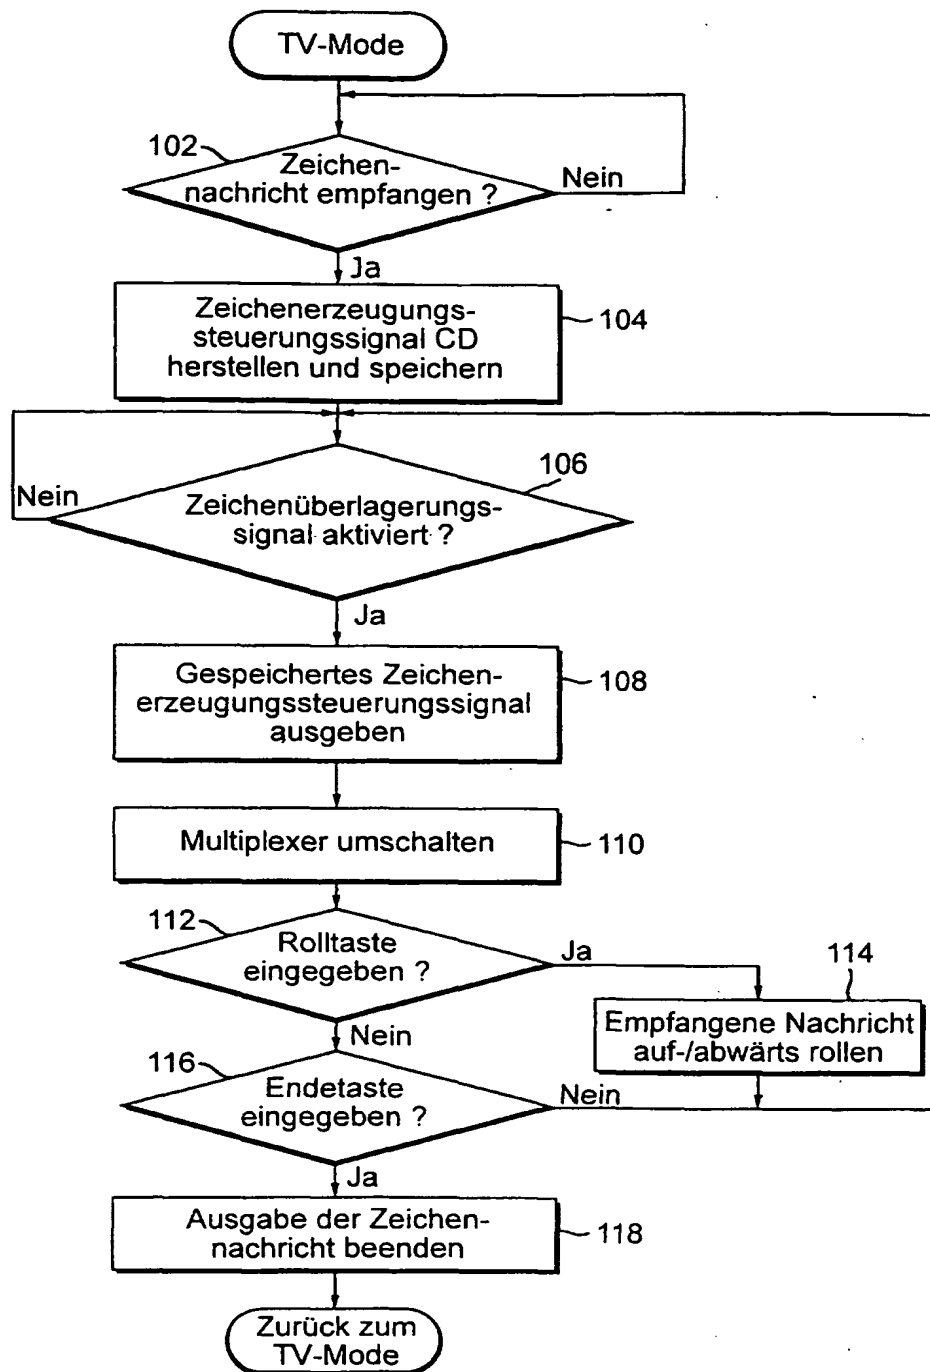 TV-Mode
102
Zeichen-
nachricht empfangen ?
Nein
Ja
Zeichenerzeugungs-
steuerungssignal CD
herstellen und speichern
104
106
Nein
Zeichenüberlagerungs-
signal aktiviert ?
Ja
Gespeichertes Zeichen-
erzeugungssteuerungssignal
ausgeben
108
Multiplexer umschalten
110
112
Rolltaste
eingegeben ?
Ja
114
Empfangene Nachricht
auf-/abwärts rollen
Nein
116
Endetaste
eingegeben ?
Nein
Ja
Ausgabe der Zeichen-
nachricht beenden
118
Zurück zum
TV-Mode